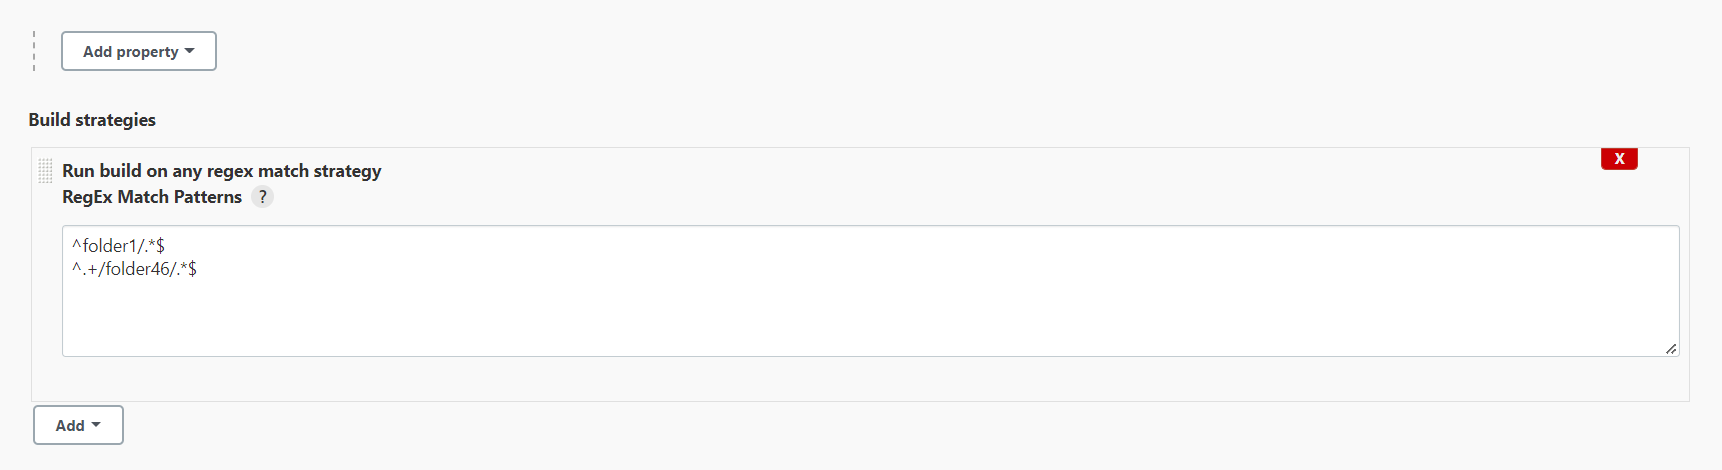 Add property
Build strategies
X
Run build on any regex match strategy
RegEx Match Patterns ?
^folder1/.*$
^.+/folder46/.*$
Add